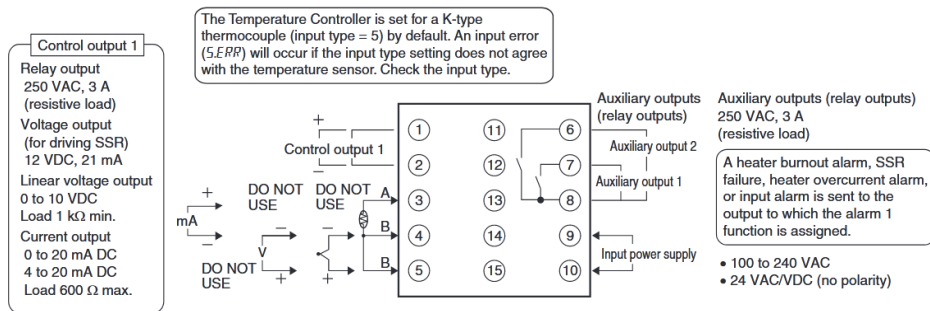 The Temperature Controller is set for a K-type
thermocouple (input type = 5) by default. An input error
(S.ERR) will occur if the input type setting does not agree
with the temperature sensor. Check the input type.
Control output 1
Relay output
250 VAC, 3 A
(resistive load)
Voltage output
(for driving SSR)
12 VDC, 21 mA
Linear voltage output
0 to 10 VDC
Load 1 kΩ min.
Current output
0 to 20 mA DC
4 to 20 mA DC
Load 600 Ω max.
+
mA
−
DO NOT
USE
−
V
+
DO NOT
USE
DO NOT
USE
−
+
+
Control output 1
−
A
B
B
1
2
3
4
5
11
12
13
14
15
6
7
8
9
10
Auxiliary outputs
(relay outputs)
Auxiliary output 2
Auxiliary output 1
Input power supply
Auxiliary outputs (relay outputs)
250 VAC, 3 A
(resistive load)
A heater burnout alarm, SSR
failure, heater overcurrent alarm,
or input alarm is sent to the
output to which the alarm 1
function is assigned.
• 100 to 240 VAC
• 24 VAC/VDC (no polarity)